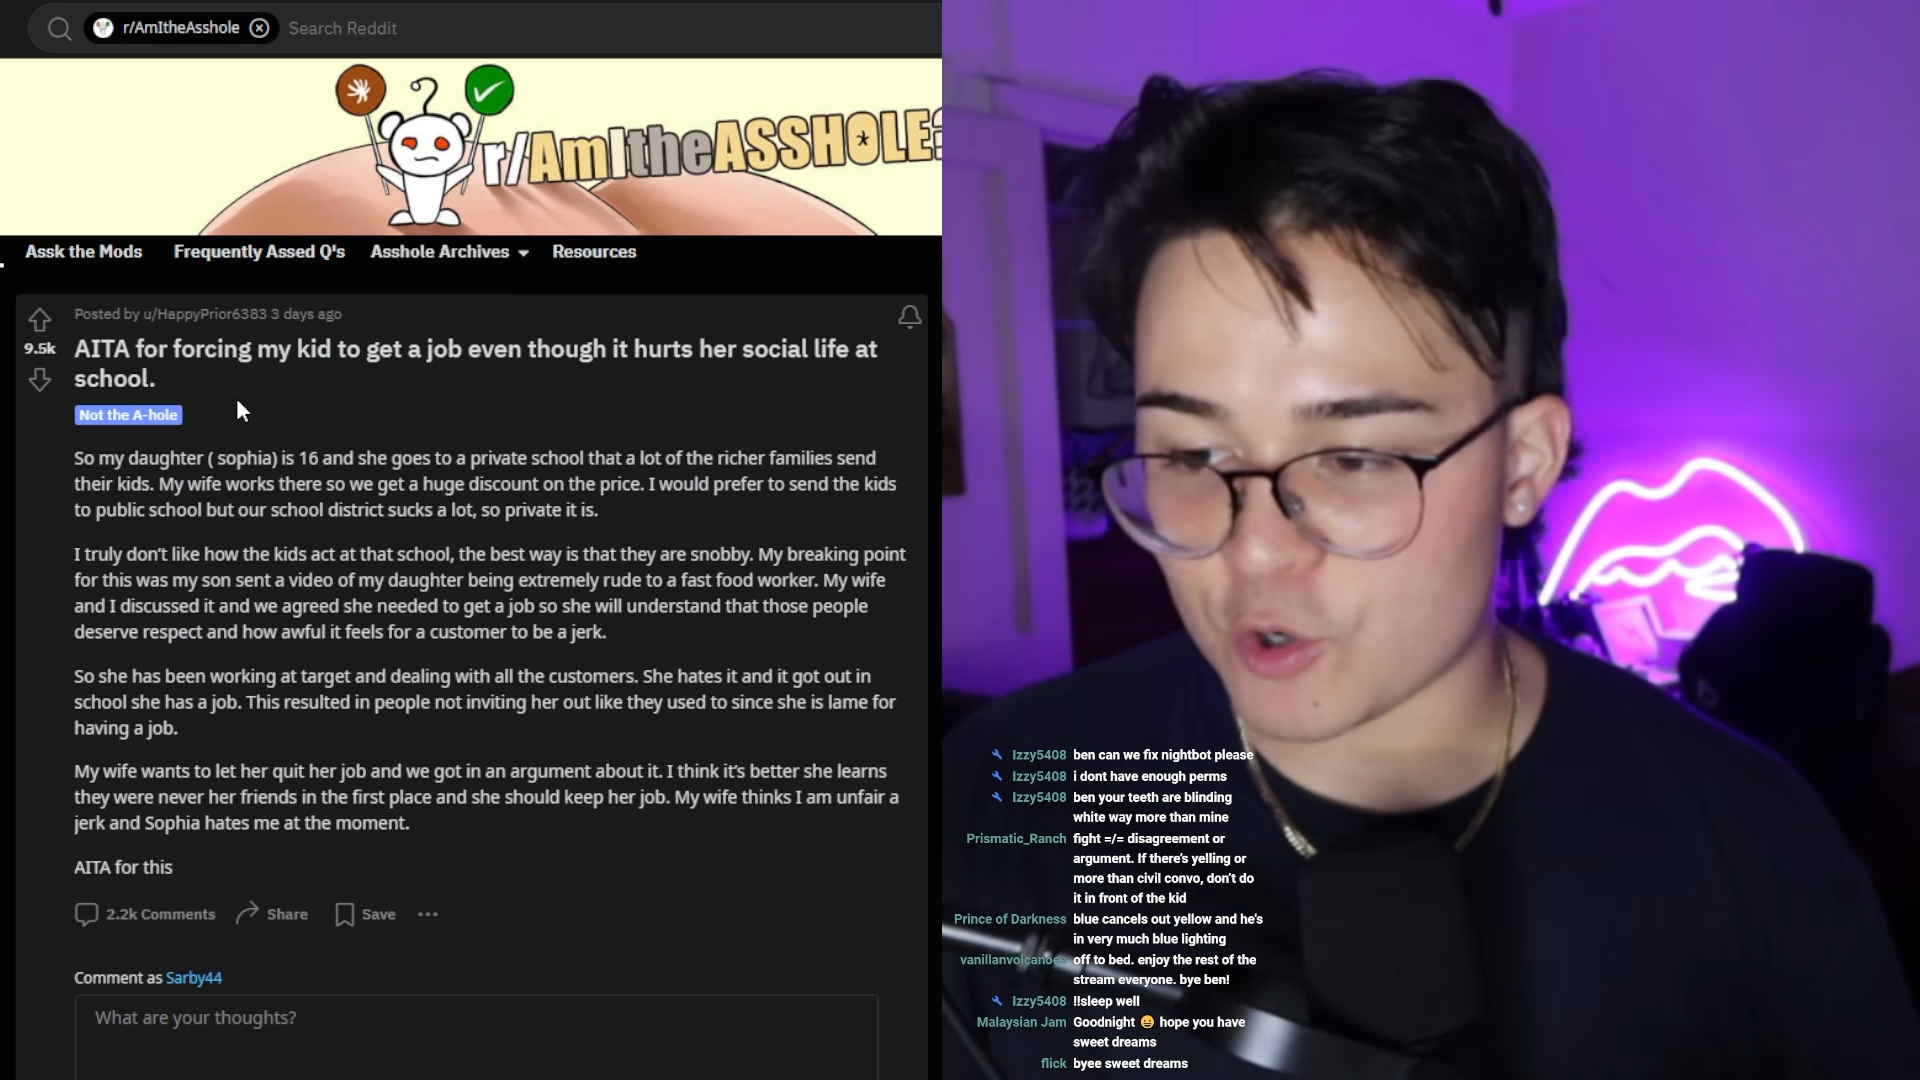 r/AmItheAsshole
Search Reddit
r/AmItheASSHOLE?
Assk the Mods
Frequently Assed Q's
Asshole Archives
Resources
Posted by u/HappyPrior6383 3 days ago
9.5k
AITA for forcing my kid to get a job even though it hurts her social life at
school.
Not the A-hole
So my daughter ( sophia) is 16 and she goes to a private school that a lot of the richer families send
their kids. My wife works there so we get a huge discount on the price. I would prefer to send the kids
to public school but our school district sucks a lot, so private it is.
I truly don’t like how the kids act at that school, the best way is that they are snobby. My breaking point
for this was my son sent a video of my daughter being extremely rude to a fast food worker. My wife
and I discussed it and we agreed she needed to get a job so she will understand that those people
deserve respect and how awful it feels for a customer to be a jerk.
So she has been working at target and dealing with all the customers. She hates it and it got out in
school she has a job. This resulted in people not inviting her out like they used to since she is lame for
having a job.
My wife wants to let her quit her job and we got in an argument about it. I think it’s better she learns
they were never her friends in the first place and she should keep her job. My wife thinks I am unfair a
jerk and Sophia hates me at the moment.
AITA for this
2.2k Comments
Share
Save
Comment as Sarby44
What are your thoughts?
Izzy5408 ben can we fix nightbot please
Izzy5408 i dont have enough perms
Izzy5408 ben your teeth are blinding
white way more than mine
Prismatic_Ranch fight =/= disagreement or
argument. If there's yelling or
more than civil convo, don't do
it in front of the kid
Prince of Darkness blue cancels out yellow and he's
in very much blue lighting
vanillanvolcanoes off to bed. enjoy the rest of the
stream everyone. bye ben!
Izzy5408 !!sleep well
Malaysian Jam Goodnight 😀 hope you have
sweet dreams
flick byee sweet dreams